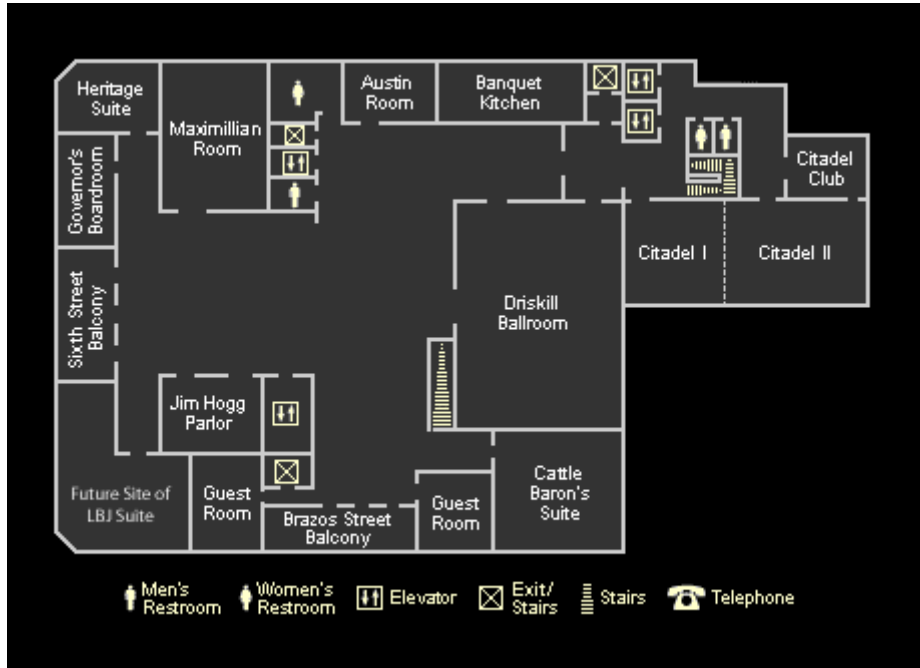 Heritage
Suite
Maximillian
Room
Austin
Room
Banquet
Kitchen
Governor's
Boardroom
Citadel
Club
Citadel I
Citadel II
Sixth Street
Balcony
Driskill
Ballroom
Jim Hogg
Parlor
Future Site of
LBJ Suite
Guest
Room
Brazos Street
Balcony
Guest
Room
Cattle
Baron's
Suite
Men's
Restroom
Women's
Restroom
Elevator
Exit/
Stairs
Stairs
Telephone